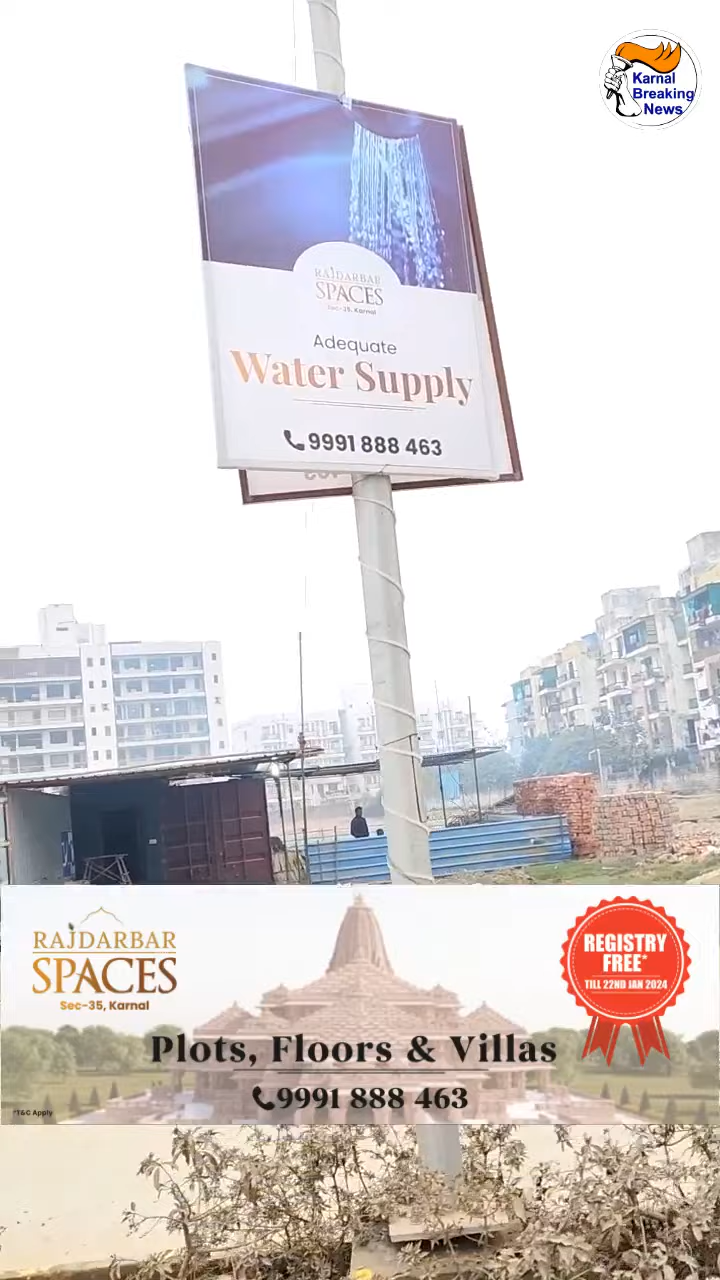 Karnal
Breaking
News
RAJDARBAR
SPACES
Sec-35, Karnal
Adequate
Water Supply
9991 888 463
RAJDARBAR
SPACES
Sec-35, Karnal
REGISTRY
FREE*
TILL 22ND JAN 2024
Plots, Floors & Villas
9991 888 463
*T&C Apply